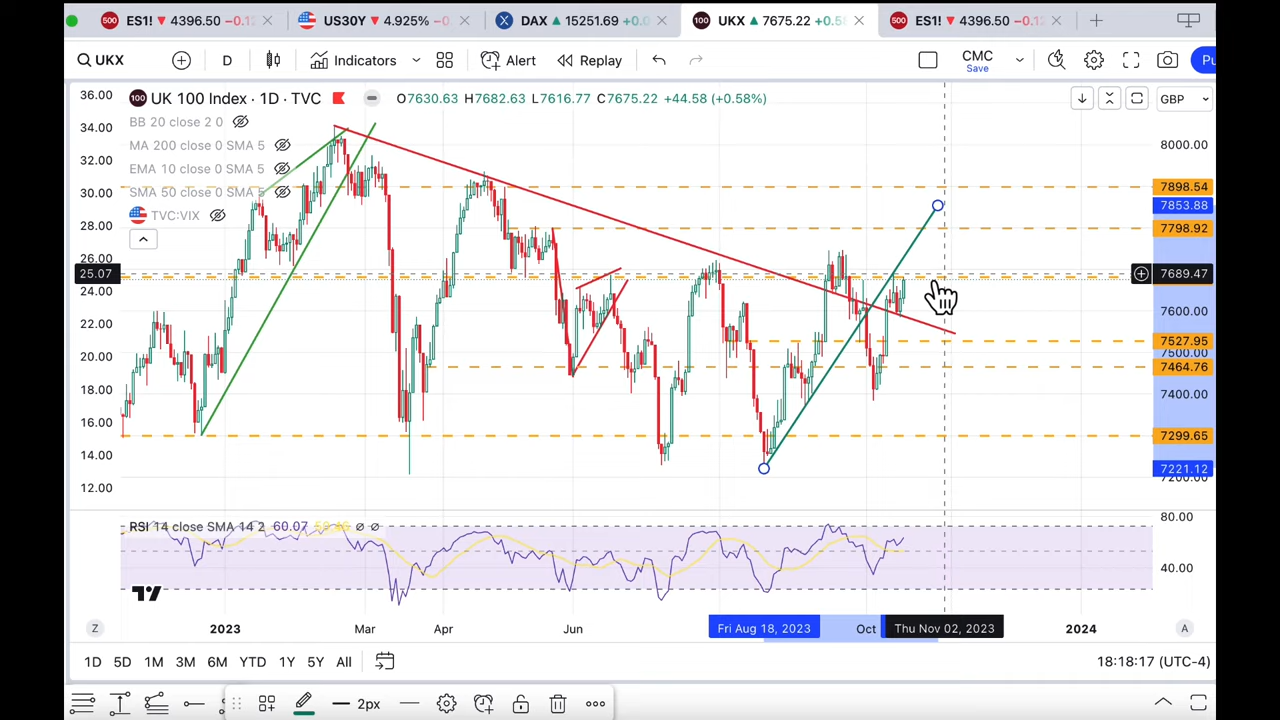 500 ES1! ▼ 4396.50 −0.1
US30Y ▼ 4.925% −0
X DAX ▲ 15251.69 +0.0
100 UKX ▲ 7675.22 +0.5
500 ES1! ▼ 4396.50 −0.1
UKX
D
Indicators
Alert
Replay
CMC
Save
Pu
100 UK 100 Index · 1D · TVC
O7630.63 H7682.63 L7616.77 C7675.22 +44.58 (+0.58%)
GBP
BB 20 close 2 0
MA 200 close 0 SMA 5
EMA 10 close 0 SMA 5
SMA 50 close 0 SMA 5
TVC:VIX
36.00
34.00
32.00
30.00
28.00
26.00
25.07
24.00
22.00
20.00
18.00
16.00
14.00
12.00
8000.00
7898.54
7853.88
7798.92
7689.47
7600.00
7527.95
7500.00
7464.76
7400.00
7299.65
7221.12
7200.00
RSI 14 close SMA 14 2 60.07
80.00
40.00
Z
2023
Mar
Apr
Jun
Fri Aug 18, 2023
Oct
Thu Nov 02, 2023
2024
A
1D 5D 1M 3M 6M YTD 1Y 5Y All
18:18:17 (UTC-4)
2px